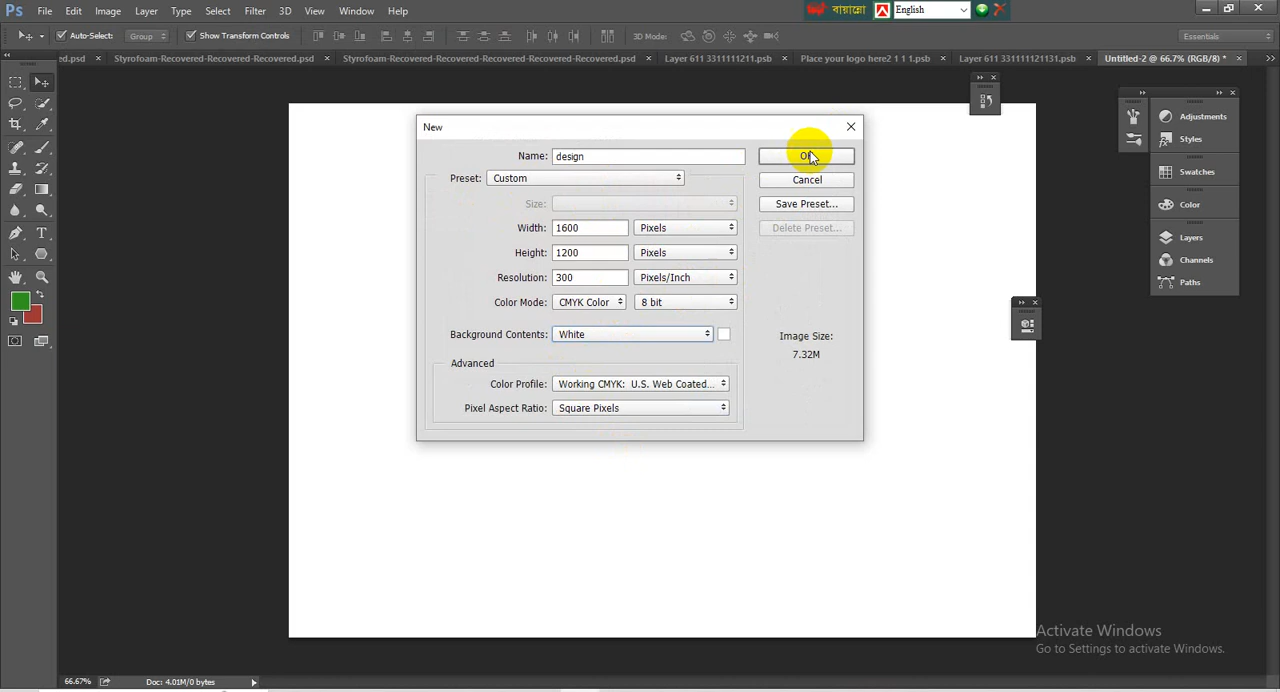 Ps File Edit Image Layer Type Select Filter 3D View Window Help
বায়ান্নো English
Auto-Select: Group Show Transform Controls 3D Mode: Essentials
ed.psd × Styrofoam-Recovered-Recovered-Recovered.psd × Styrofoam-Recovered-Recovered-Recovered-Recovered-Recovered.psd × Layer 611 3311111211.psb × Place your logo here2 1 1 1.psb × Layer 611 331111121131.psb × Untitled-2 @ 66.7% (RGB/8) * ×
New
Name: design
Preset: Custom
Size:
Width: 1600 Pixels
Height: 1200 Pixels
Resolution: 300 Pixels/Inch
Color Mode: CMYK Color 8 bit
Background Contents: White
Advanced
Color Profile: Working CMYK: U.S. Web Coated...
Pixel Aspect Ratio: Square Pixels
Cancel
Save Preset...
Delete Preset...
Image Size:
7.32M
Adjustments
Styles
Swatches
Color
Layers
Channels
Paths
Activate Windows
Go to Settings to activate Windows.
66.67% Doc: 4.01M/0 bytes